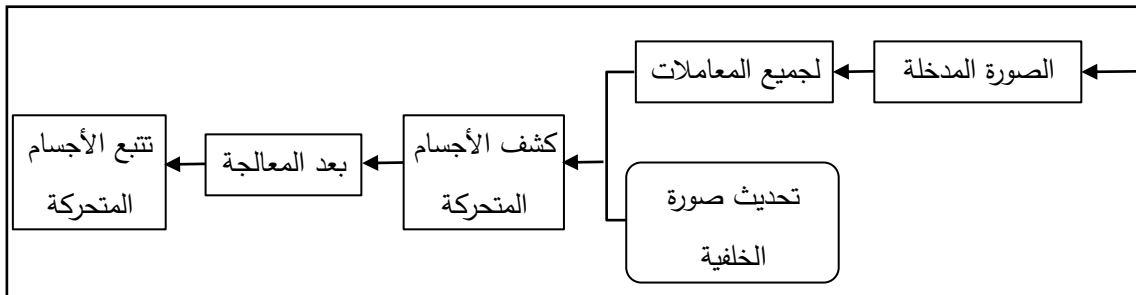 الصورة المدخلة
لجميع المعاملات
تحديث صورة
الخلفية
كشف الأجسام
المتحركة
بعد المعالجة
تتبع الأجسام
المتحركة